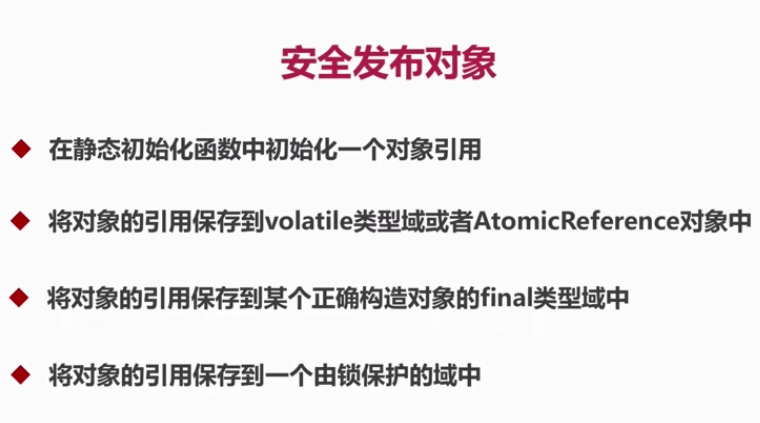 安全发布对象
在静态初始化函数中初始化一个对象引用
将对象的引用保存到volatile类型域或者AtomicReference对象中
将对象的引用保存到某个正确构造对象的final类型域中
将对象的引用保存到一个由锁保护的域中